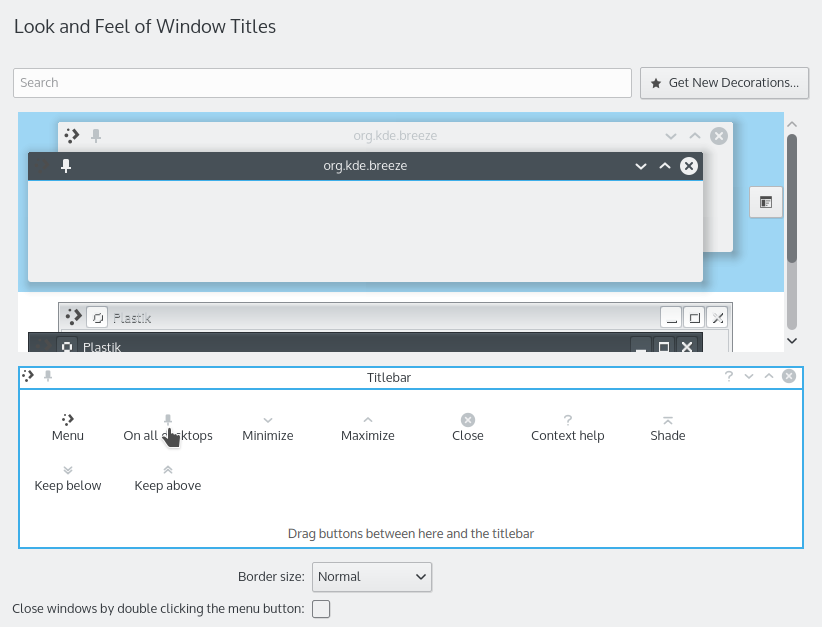 Look and Feel of Window Titles
Search
Get New Decorations...
org.kde.breeze
org.kde.breeze
Plastik
Plastik
Titlebar
?
Menu
On all desktops
Minimize
Maximize
Close
?
Context help
Shade
Keep below
Keep above
Drag buttons between here and the titlebar
Border size: Normal
Close windows by double clicking the menu button: